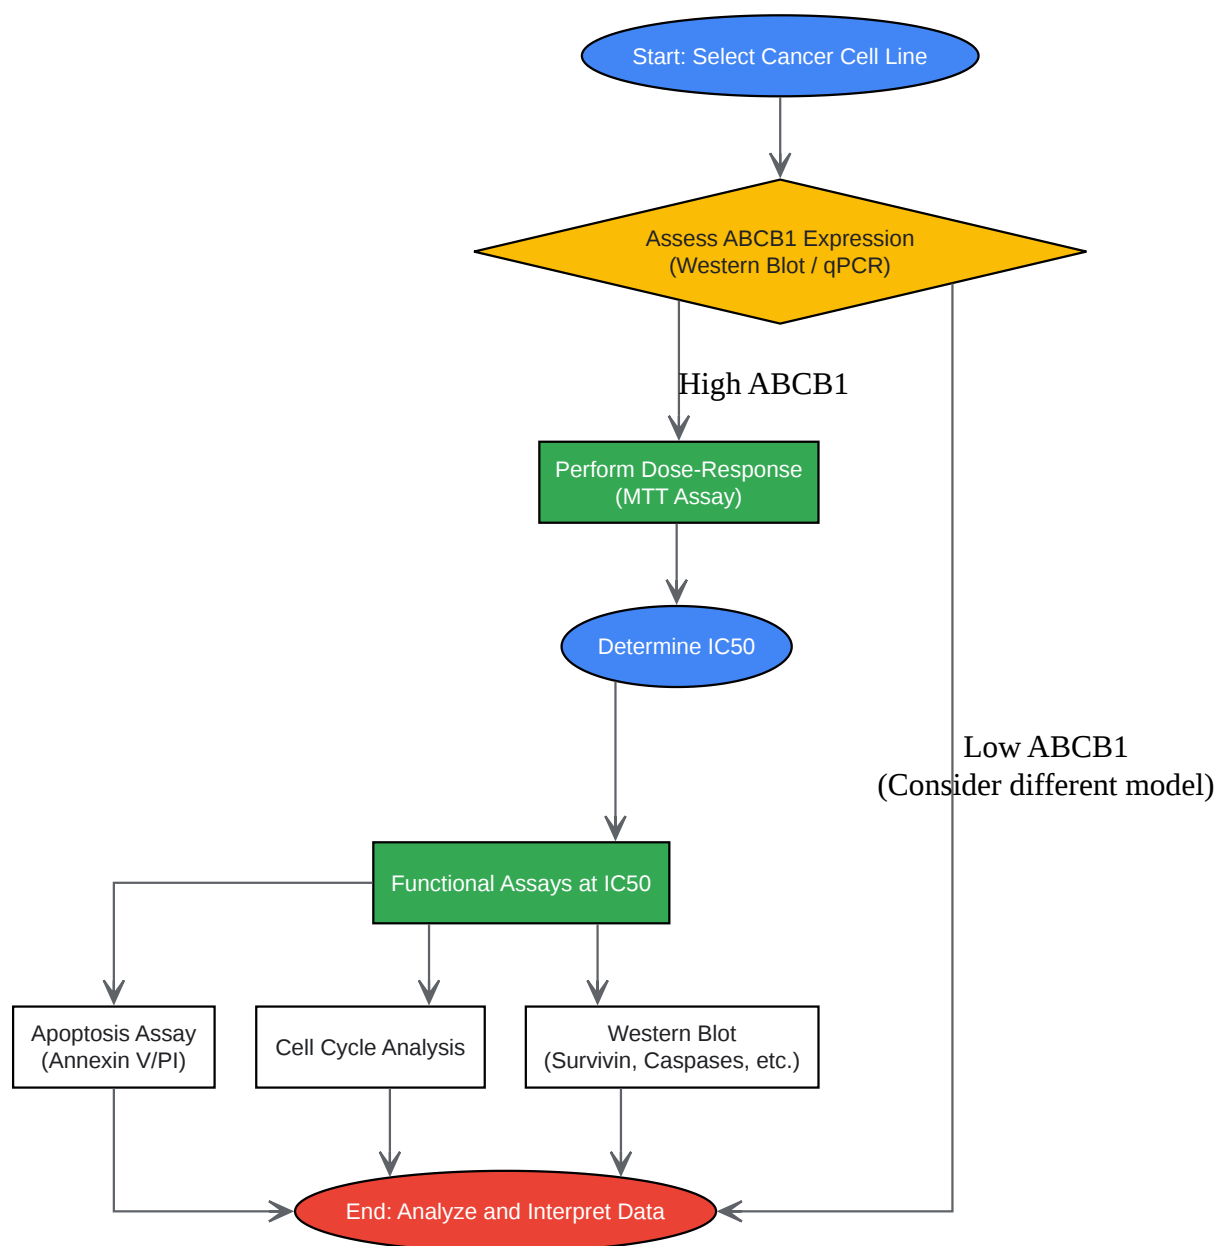 Start: Select Cancer Cell Line
Assess ABCB1 Expression
(Western Blot / qPCR)
High ABCB1
Perform Dose-Response
(MTT Assay)
Determine IC50
Low ABCB1
(Consider different model)
Functional Assays at IC50
Apoptosis Assay
(Annexin V/PI)
Cell Cycle Analysis
Western Blot
(Survivin, Caspases, etc.)
End: Analyze and Interpret Data